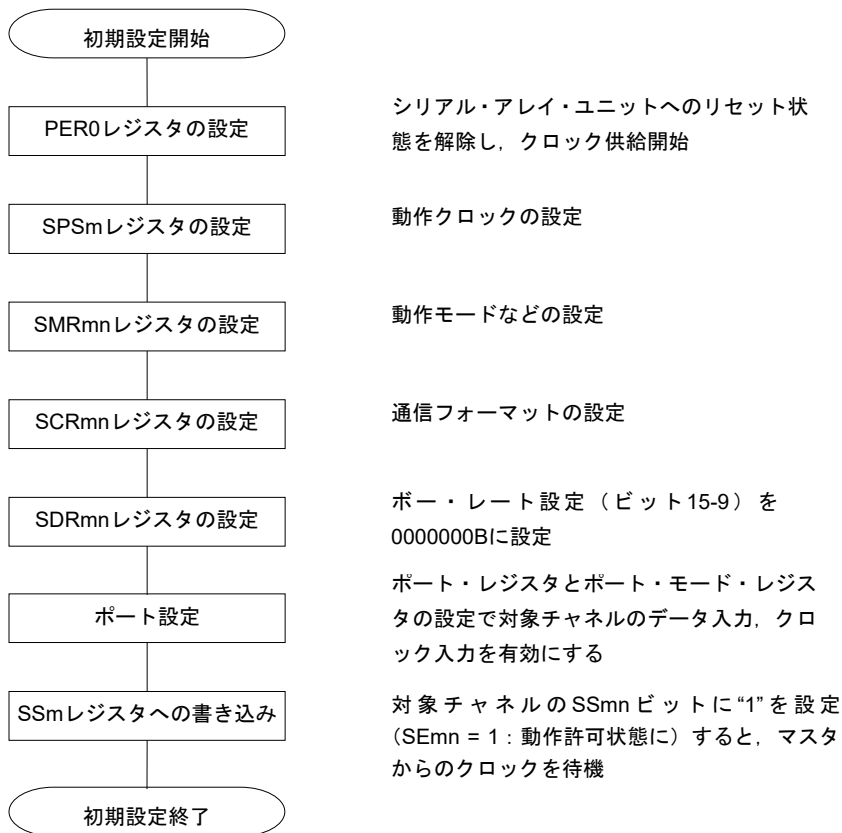 初期設定開始
PER0レジスタの設定
シリアル・アレイ・ユニットへのリセット状
態を解除し，クロック供給開始
SPSmレジスタの設定
動作クロックの設定
SMRmnレジスタの設定
動作モードなどの設定
SCRmnレジスタの設定
通信フォーマットの設定
SDRmnレジスタの設定
ボー・レート設定（ビット15-9）を
0000000Bに設定
ポート設定
ポート・レジスタとポート・モード・レジス
タの設定で対象チャネルのデータ入力，クロ
ック入力を有効にする
SSmレジスタへの書き込み
対象チャネルのSSmnビットに“1”を設定
（SEmn = 1：動作許可状態に）すると，マスタ
からのクロックを待機
初期設定終了